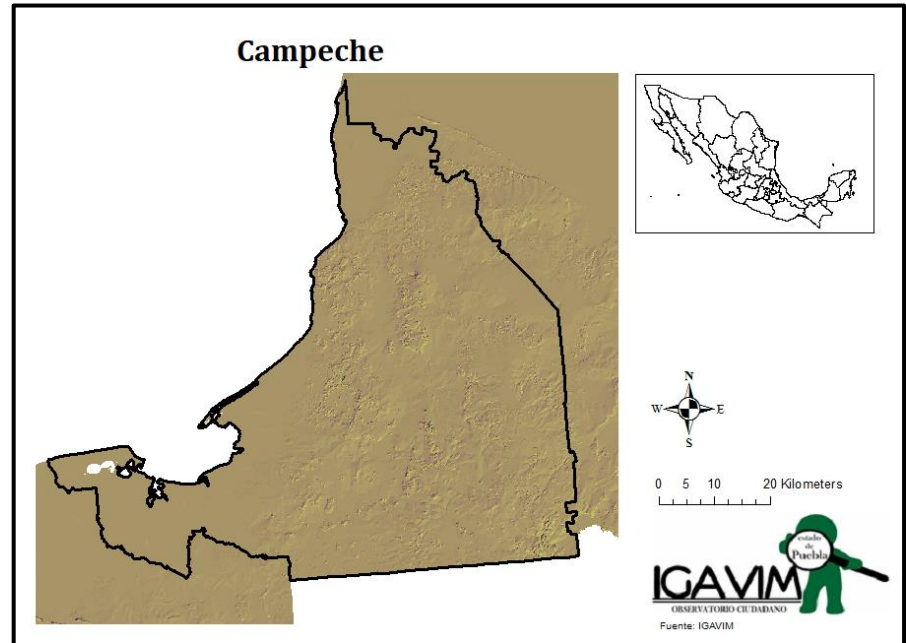 Campeche
N
W E
S
0 5 10 20 Kilometers
estado
de
Puebla
IGAVIM
OBSERVATORIO CIUDADANO
Fuente: IGAVIM